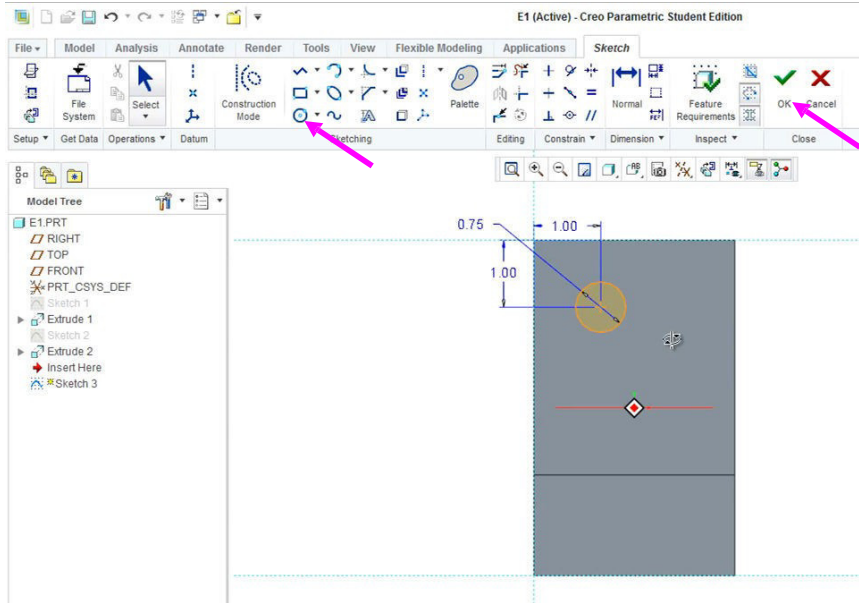 E1 (Active) - Creo Parametric Student Edition
File Model Analysis Annotate Render Tools View Flexible Modeling Applications Sketch
File System
Select
Construction Mode
Palette
Normal
Feature Requirements
OK Cancel
Setup Get Data Operations Datum Sketching Editing Constrain Dimension Inspect Close
Model Tree
E1.PRT
RIGHT
TOP
FRONT
PRT_CSYS_DEF
Sketch 1
Extrude 1
Sketch 2
Extrude 2
Insert Here
Sketch 3
0.75
1.00
1.00